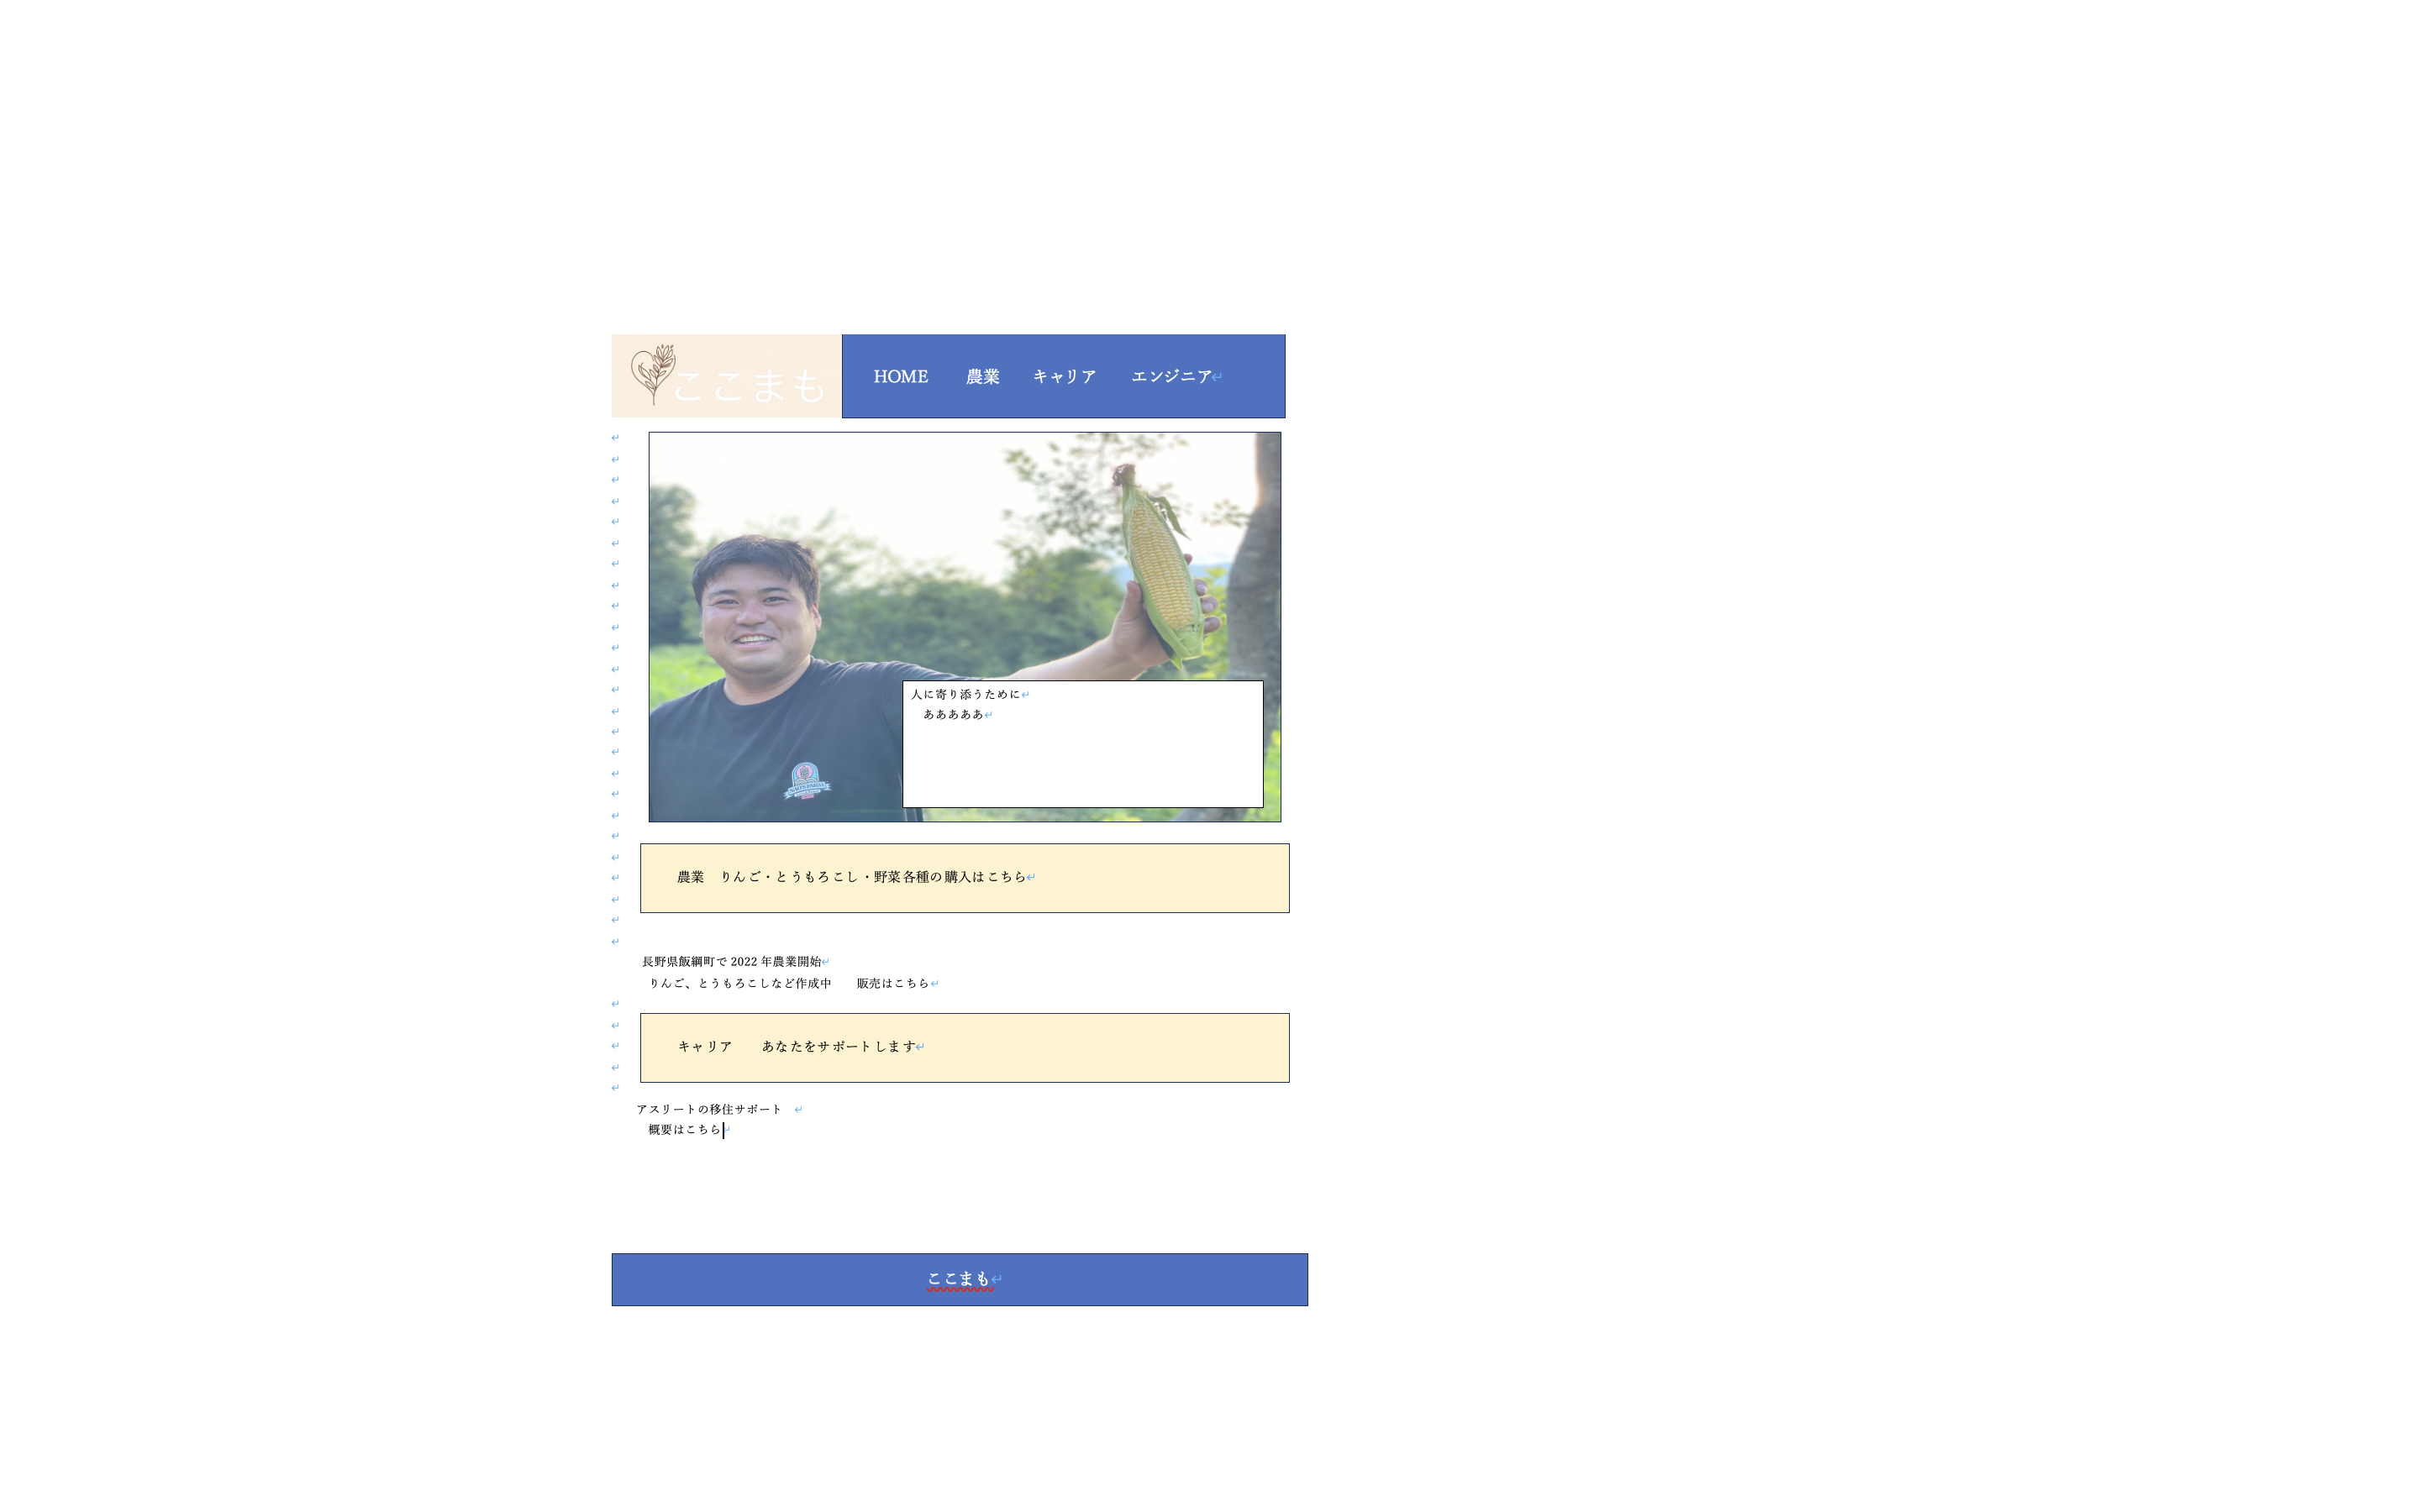 ここまも
HOME　農業　キャリア　エンジニア
人に寄り添うために
あああああ
農業　りんご・とうもろこし・野菜各種の購入はこちら
長野県飯綱町で 2022 年農業開始
りんご、とうもろこしなど作成中　　販売はこちら
キャリア　　あなたをサポートします
アスリートの移住サポート
概要はこちら
ここまも